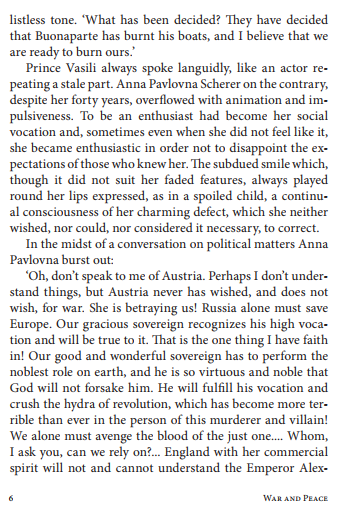 listless tone. ‘What has been decided? They have decided
that Buonaparte has burnt his boats, and I believe that we
are ready to burn ours.’
Prince Vasili always spoke languidly, like an actor re-
peating a stale part. Anna Pavlovna Scherer on the contrary,
despite her forty years, overflowed with animation and im-
pulsiveness. To be an enthusiast had become her social
vocation and, sometimes even when she did not feel like it,
she became enthusiastic in order not to disappoint the ex-
pectations of those who knew her. The subdued smile which,
though it did not suit her faded features, always played
round her lips expressed, as in a spoiled child, a continu-
al consciousness of her charming defect, which she neither
wished, nor could, nor considered it necessary, to correct.
In the midst of a conversation on political matters Anna
Pavlovna burst out:
‘Oh, don’t speak to me of Austria. Perhaps I don’t under-
stand things, but Austria never has wished, and does not
wish, for war. She is betraying us! Russia alone must save
Europe. Our gracious sovereign recognizes his high voca-
tion and will be true to it. That is the one thing I have faith
in! Our good and wonderful sovereign has to perform the
noblest role on earth, and he is so virtuous and noble that
God will not forsake him. He will fulfill his vocation and
crush the hydra of revolution, which has become more ter-
rible than ever in the person of this murderer and villain!
We alone must avenge the blood of the just one.... Whom,
I ask you, can we rely on?... England with her commercial
spirit will not and cannot understand the Emperor Alex-
6 War and Peace